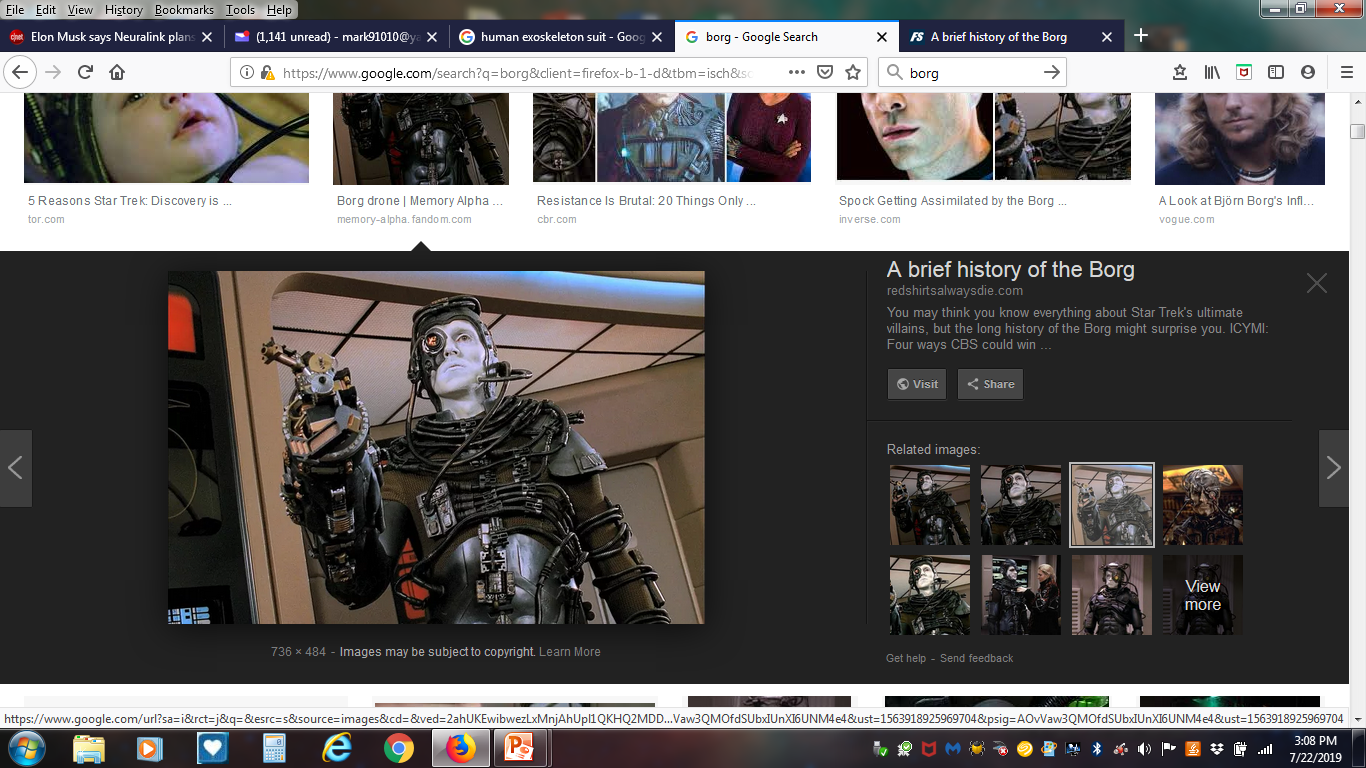 File Edit View History Bookmarks Tools Help
Elon Musk says Neuralink plans
(1,141 unread) - mark91010@ya
human exoskeleton suit - Goog
borg - Google Search
A brief history of the Borg
https://www.google.com/search?q=borg&client=firefox-b-1-d&tbm=isch&so
borg
5 Reasons Star Trek: Discovery is ...
tor.com
Borg drone | Memory Alpha ...
memory-alpha.fandom.com
Resistance Is Brutal: 20 Things Only ...
cbr.com
Spock Getting Assimilated by the Borg ...
inverse.com
A Look at Björn Borg's Infl...
vogue.com
A brief history of the Borg
redshirtsalwaysdie.com
You may think you know everything about Star Trek's ultimate
villains, but the long history of the Borg might surprise you. ICYMI:
Four ways CBS could win ...
Visit
Share
Related images:
View
more
Get help - Send feedback
736 × 484 - Images may be subject to copyright. Learn More
https://www.google.com/url?sa=i&rct=j&q=&esrc=s&source=images&cd=&ved=2ahUKEwibwezLxMnjAhUpl1QKHQ2MDD...Vaw3QMOfdSUbxIUnXI6UNM4e4&ust=1563918925969704&psig=AOvVaw3QMOfdSUbxIUnXI6UNM4e4&ust=1563918925969704
3:08 PM
7/22/2019